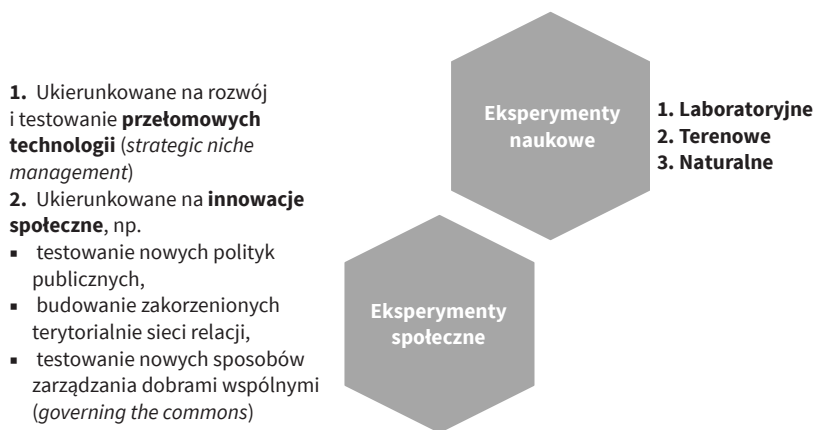 Eksperymenty
naukowe
1. Laboratoryjne
2. Terenowe
3. Naturalne
1. Ukierunkowane na rozwój
i testowanie przełomowych
technologii (strategic niche
management)
2. Ukierunkowane na innowacje
społeczne, np.
▪ testowanie nowych polityk
publicznych,
▪ budowanie zakorzenionych
terytorialnie sieci relacji,
▪ testowanie nowych sposobów
zarządzania dobrami wspólnymi
(governing the commons)
Eksperymenty
społeczne